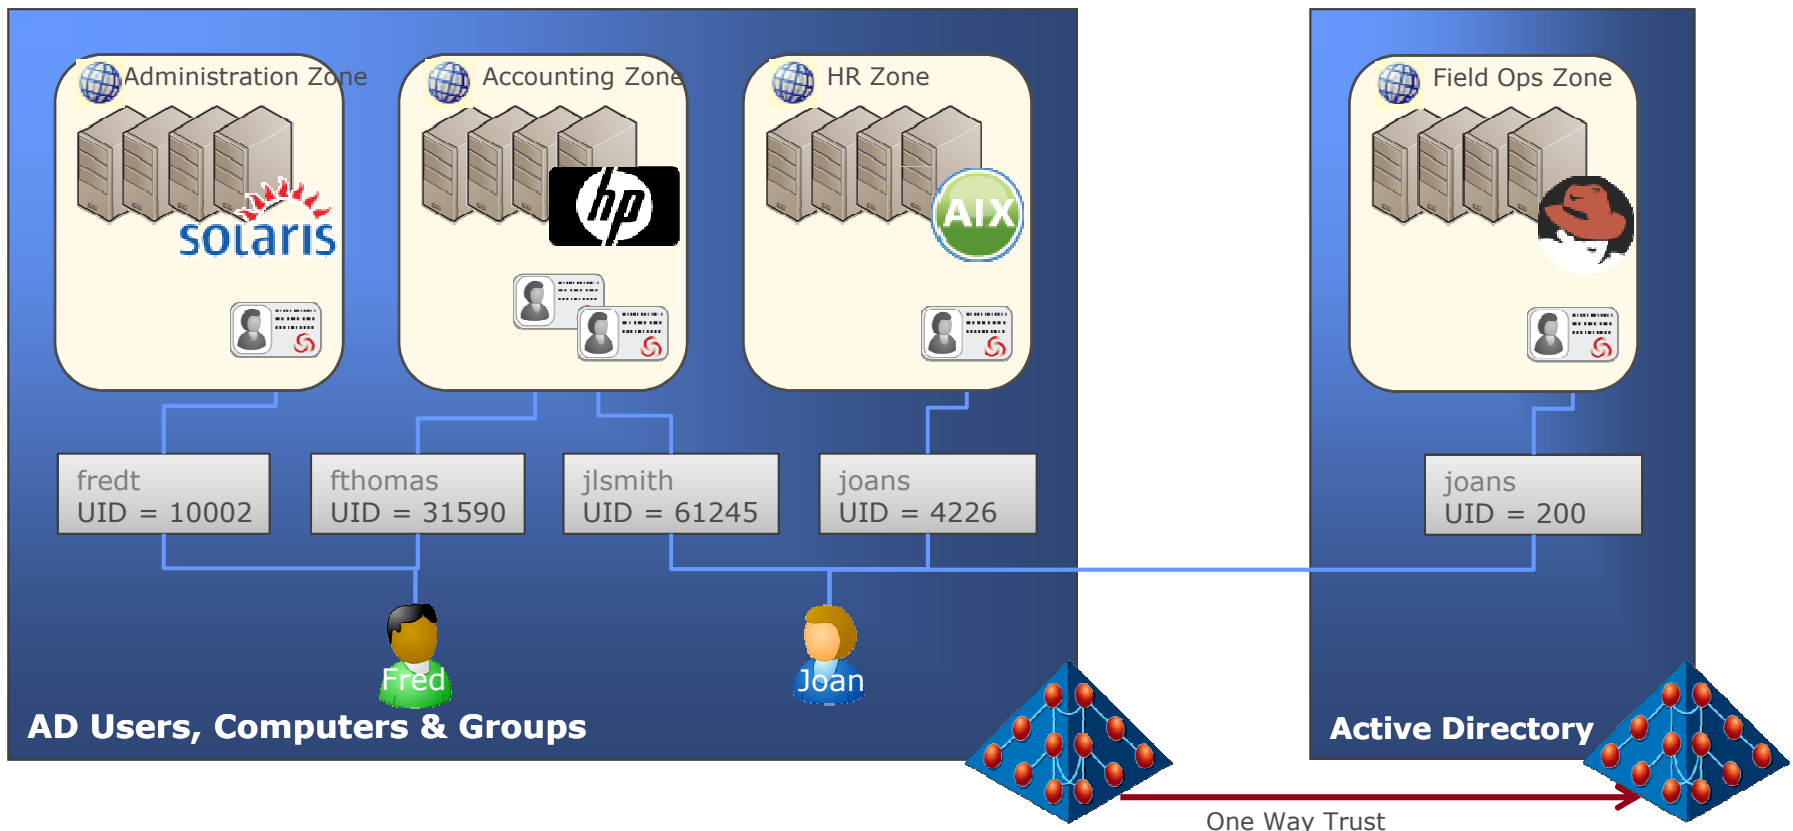 Administration Zone
Accounting Zone
HR Zone
Field Ops Zone
solaris
hp
AIX
fredt
UID = 10002
fthomas
UID = 31590
jlsmith
UID = 61245
joans
UID = 4226
joans
UID = 200
Fred
Joan
AD Users, Computers & Groups
Active Directory
One Way Trust